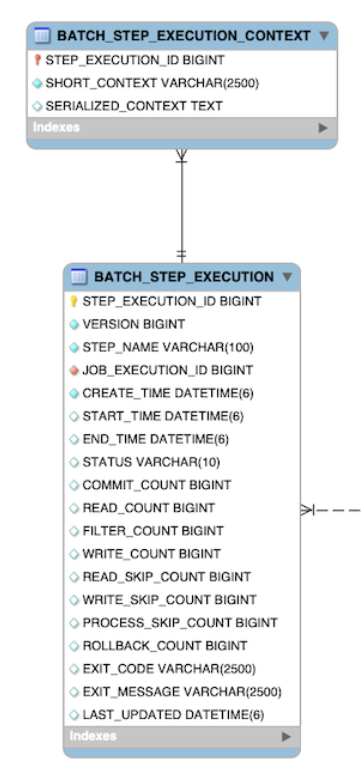 BATCH_STEP_EXECUTION_CONTEXT
STEP_EXECUTION_ID BIGINT
SHORT_CONTEXT VARCHAR(2500)
SERIALIZED_CONTEXT TEXT
Indexes
BATCH_STEP_EXECUTION
STEP_EXECUTION_ID BIGINT
VERSION BIGINT
STEP_NAME VARCHAR(100)
JOB_EXECUTION_ID BIGINT
CREATE_TIME DATETIME(6)
START_TIME DATETIME(6)
END_TIME DATETIME(6)
STATUS VARCHAR(10)
COMMIT_COUNT BIGINT
READ_COUNT BIGINT
FILTER_COUNT BIGINT
WRITE_COUNT BIGINT
READ_SKIP_COUNT BIGINT
WRITE_SKIP_COUNT BIGINT
PROCESS_SKIP_COUNT BIGINT
ROLLBACK_COUNT BIGINT
EXIT_CODE VARCHAR(2500)
EXIT_MESSAGE VARCHAR(2500)
LAST_UPDATED DATETIME(6)
Indexes